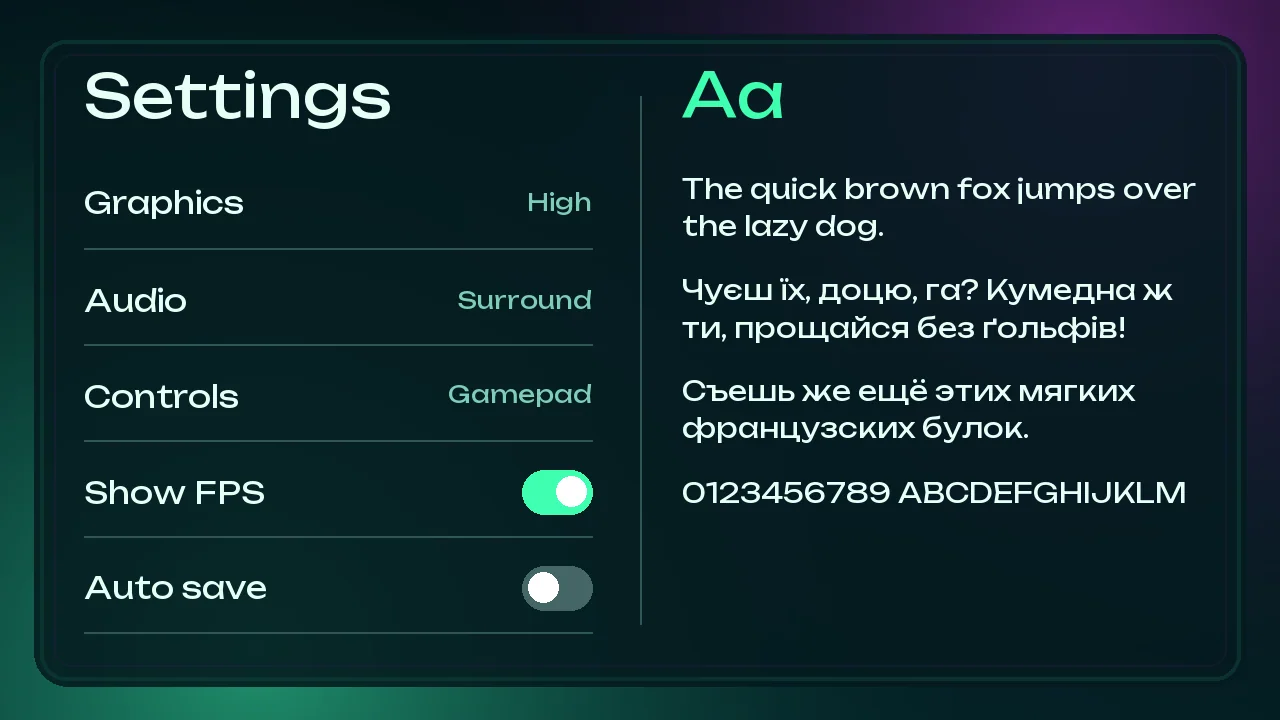 Settings
Graphics
High
Audio
Surround
Controls
Gamepad
Show FPS
Auto save
Aa
The quick brown fox jumps over
the lazy dog.
Чуєш їх, доцю, га? Кумедна ж
ти, прощайся без ґольфів!
Съешь же ещё этих мягких
французских булок.
0123456789 ABCDEFGHIJKLM